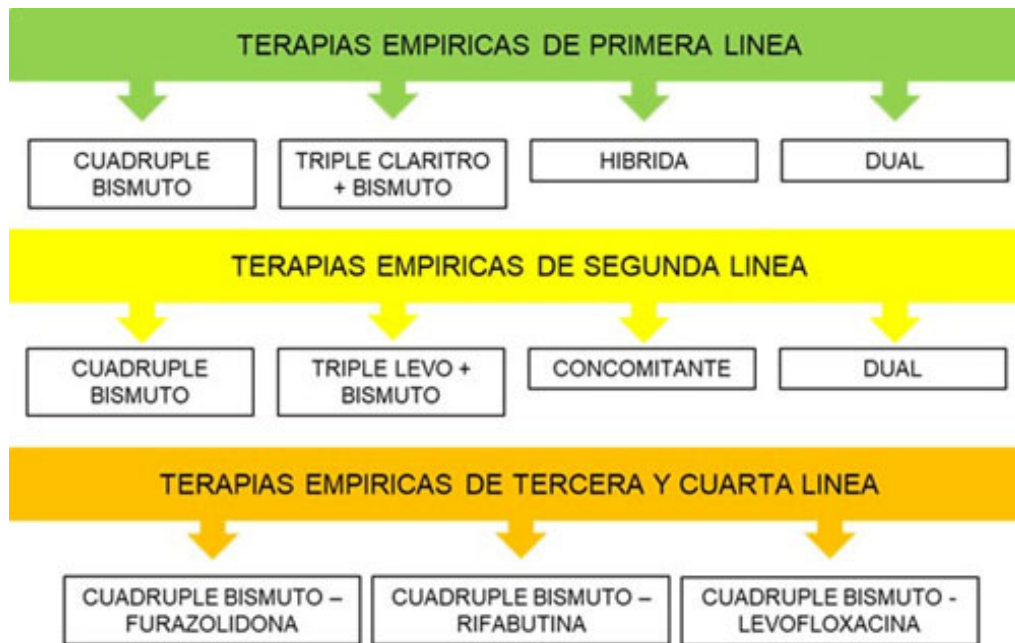 TERAPIAS EMPIRICAS DE PRIMERA LINEA
CUADRUPLE
BISMUTO
TRIPLE CLARITRO
+ BISMUTO
HIBRIDA
DUAL
TERAPIAS EMPIRICAS DE SEGUNDA LINEA
CUADRUPLE
BISMUTO
TRIPLE LEVO +
BISMUTO
CONCOMITANTE
DUAL
TERAPIAS EMPIRICAS DE TERCERA Y CUARTA LINEA
CUADRUPLE BISMUTO –
FURAZOLIDONA
CUADRUPLE BISMUTO –
RIFABUTINA
CUADRUPLE BISMUTO -
LEVOFLOXACINA